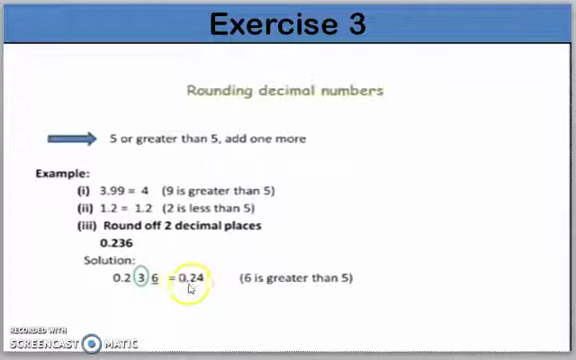 Exercise 3
Rounding decimal numbers
5 or greater than 5, add one more
Example:
(i) 3.99 = 4 (9 is greater than 5)
(ii) 1.2 = 1.2 (2 is less than 5)
(iii) Round off 2 decimal places
0.236
Solution:
0.2 3 6 = 0.24 (6 is greater than 5)
RECORDED WITH
SCREENCAST MATIC